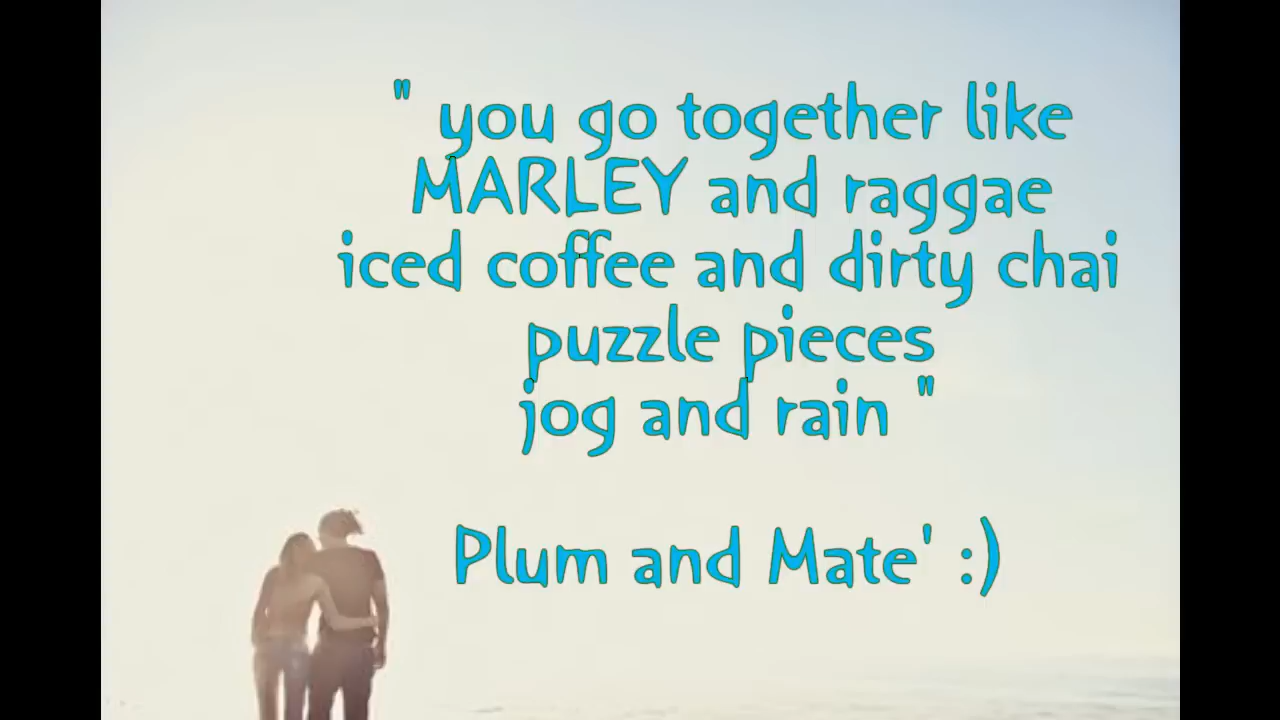 " you go together like
MARLEY and raggae
iced coffee and dirty chai
puzzle pieces
jog and rain "
Plum and Mate' :)